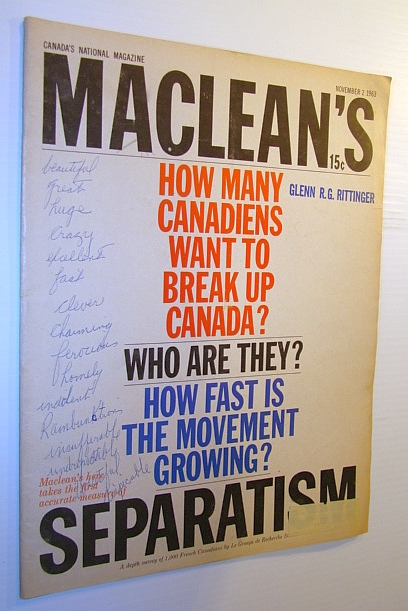 CANADA'S NATIONAL MAGAZINE
NOVEMBER 2 1963
MACLEAN'S
15¢
GLENN R.G. RITTINGER
HOW MANY
CANADIENS
WANT TO
BREAK UP
CANADA?
WHO ARE THEY?
HOW FAST IS
THE MOVEMENT
GROWING?
beautiful
great
huge
crazy
excellent
fast
clever
charming
ferocious
homely
indolent
Maclean's here
takes the first
accurate measure of
SEPARATISM
A depth survey of 1,000 French Canadians by Le Groupe de Recherche